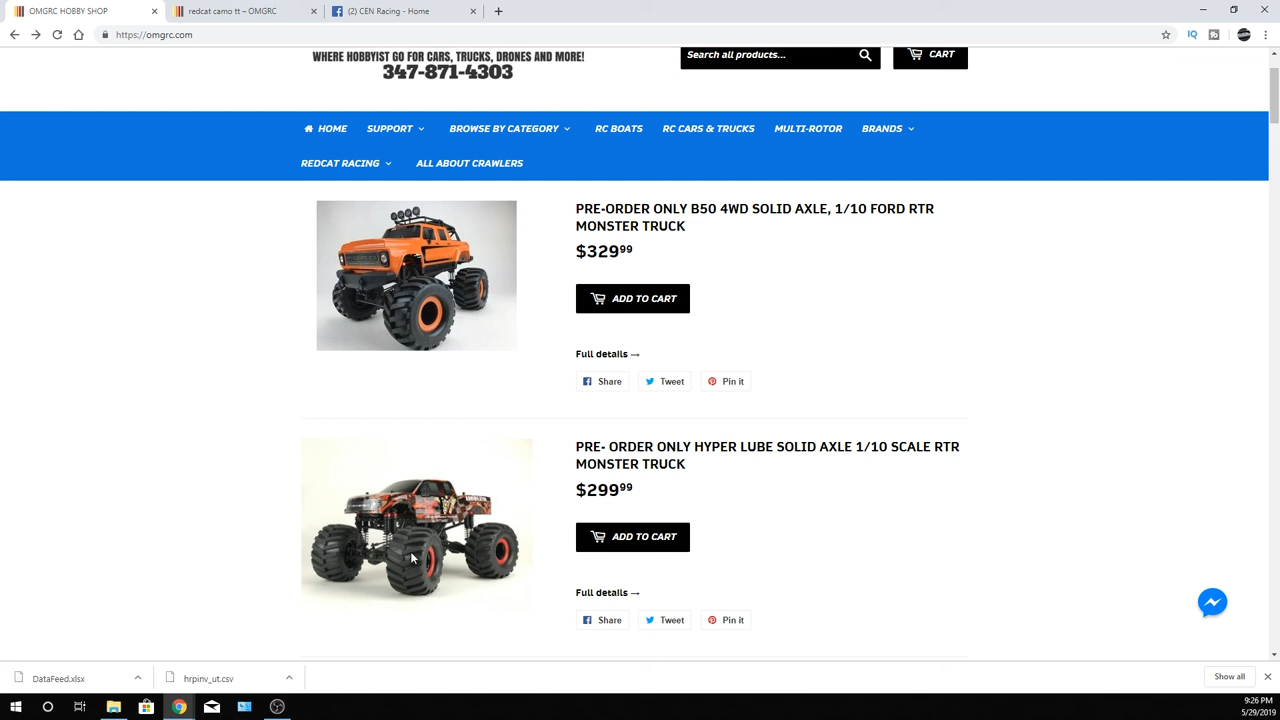 OMGRC HOBBY SHOP
redcat camo tt – OMGRC
(2) CEN Racing - Home
https://omgrc.com
WHERE HOBBYIST GO FOR CARS, TRUCKS, DRONES AND MORE!
347-871-4303
Search all products...
CART
HOME SUPPORT BROWSE BY CATEGORY RC BOATS RC CARS & TRUCKS MULTI-ROTOR BRANDS
REDCAT RACING ALL ABOUT CRAWLERS
PRE-ORDER ONLY B50 4WD SOLID AXLE, 1/10 FORD RTR
MONSTER TRUCK
$329.99
ADD TO CART
Full details →
Share Tweet Pin it
PRE- ORDER ONLY HYPER LUBE SOLID AXLE 1/10 SCALE RTR
MONSTER TRUCK
$299.99
ADD TO CART
Full details →
Share Tweet Pin it
DataFeed.xlsx
hrpinv_ut.csv
Show all
9:26 PM
5/29/2019